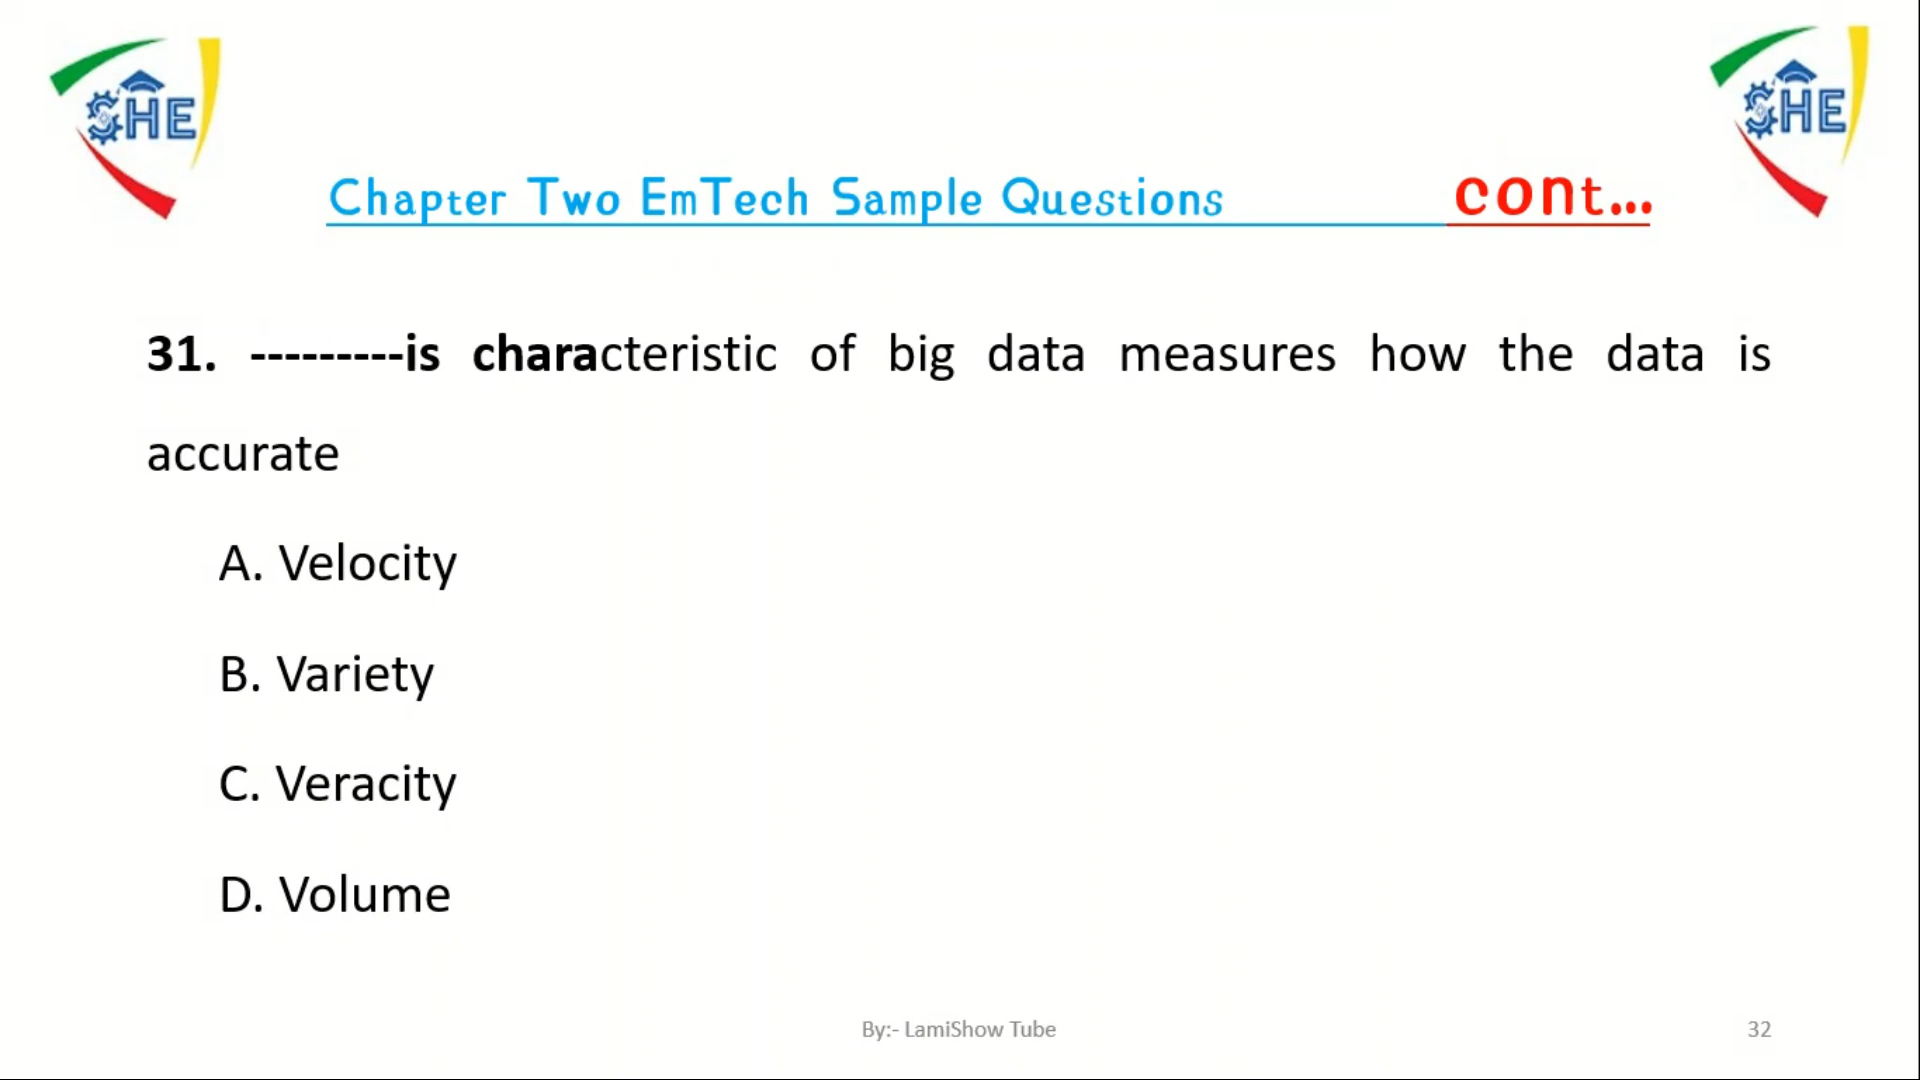 SHE
SHE
Chapter Two EmTech Sample Questions cont...
31. ---------is characteristic of big data measures how the data is
accurate
A. Velocity
B. Variety
C. Veracity
D. Volume
By:- LamiShow Tube
32